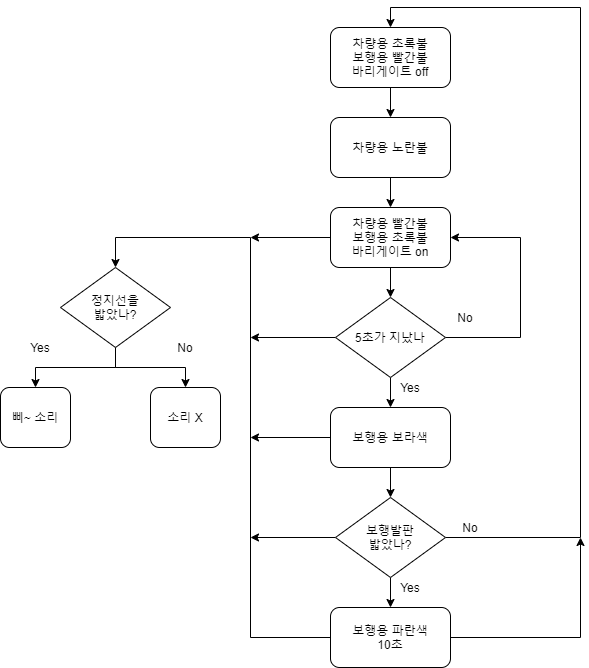 차량용 초록불
보행용 빨간불
바리게이트 off
차량용 노란불
차량용 빨간불
보행용 초록불
바리게이트 on
정지선을
밟았나?
5초가 지났나
No
Yes
No
Yes
삐~ 소리
소리 X
보행용 보라색
보행발판
밟았나?
No
Yes
보행용 파란색
10초